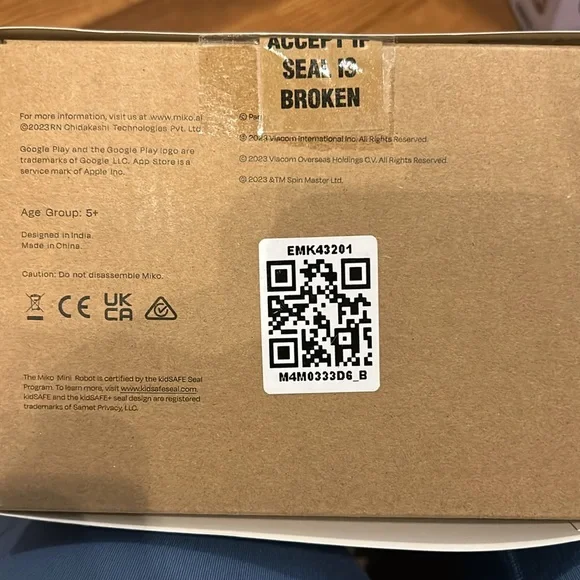 ACCEPT IF
SEAL IS
BROKEN
For more information, visit us at www.miko.ai
©2023 RN Chidakashi Technologies Pvt. Ltd.
Google Play and the Google Play logo are
trademarks of Google LLC. App Store is a
service mark of Apple Inc.
©
© 2023 Viacom International Inc. All Rights Reserved.
© 2023 Viacom Overseas Holdings C.V. All Rights Reserved.
© 2023 &TM Spin Master Ltd.
Age Group: 5+
Designed in India.
Made in China.
Caution: Do not disassemble Miko.
CE UK
CA
EMK43201
M4M0333D6_B
The Miko Mini Robot is certified by the kidSAFE Seal
Program. To learn more, visit www.kidsafeseal.com.
kidSAFE and the kidSAFE+ seal design are registered
trademarks of Samet Privacy, LLC.